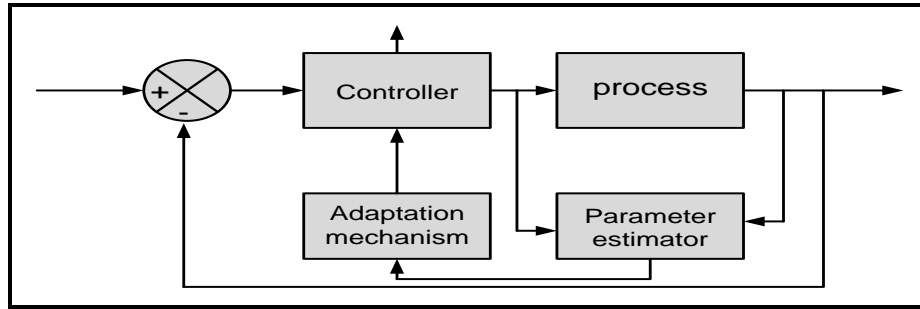 +
-
Controller
process
Adaptation
mechanism
Parameter
estimator